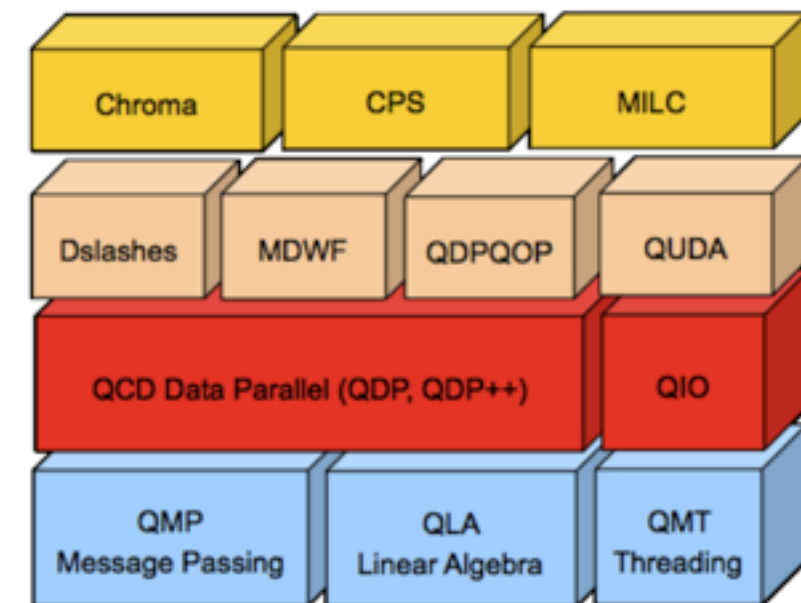 Chroma
CPS
MILC
Dslashes
MDWF
QDPQOP
QUDA
QCD Data Parallel (QDP, QDP++)
QIO
QMP
Message Passing
QLA
Linear Algebra
QMT
Threading